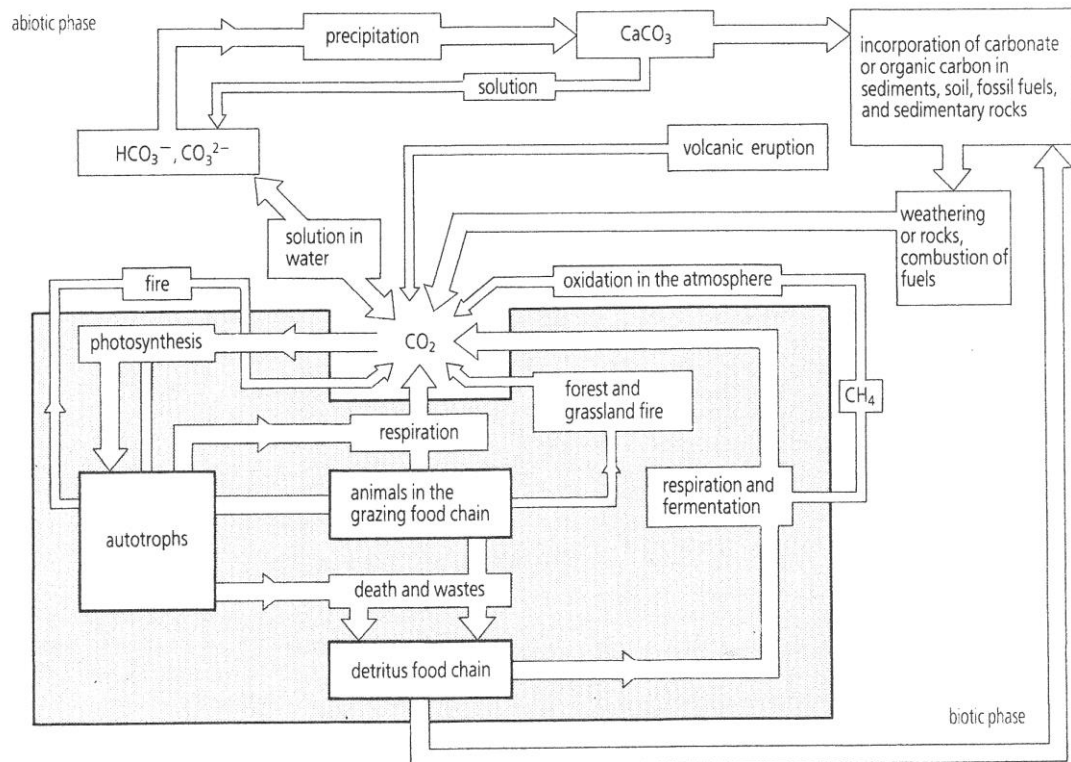 abiotic phase
precipitation
CaCO₃
incorporation of carbonate
or organic carbon in
sediments, soil, fossil fuels,
and sedimentary rocks
solution
HCO₃⁻, CO₃²⁻
volcanic eruption
solution in
water
weathering
or rocks,
combustion of
fuels
fire
oxidation in the atmosphere
photosynthesis
CO₂
forest and
grassland fire
CH₄
respiration
animals in the
grazing food chain
respiration and
fermentation
autotrophs
death and wastes
detritus food chain
biotic phase